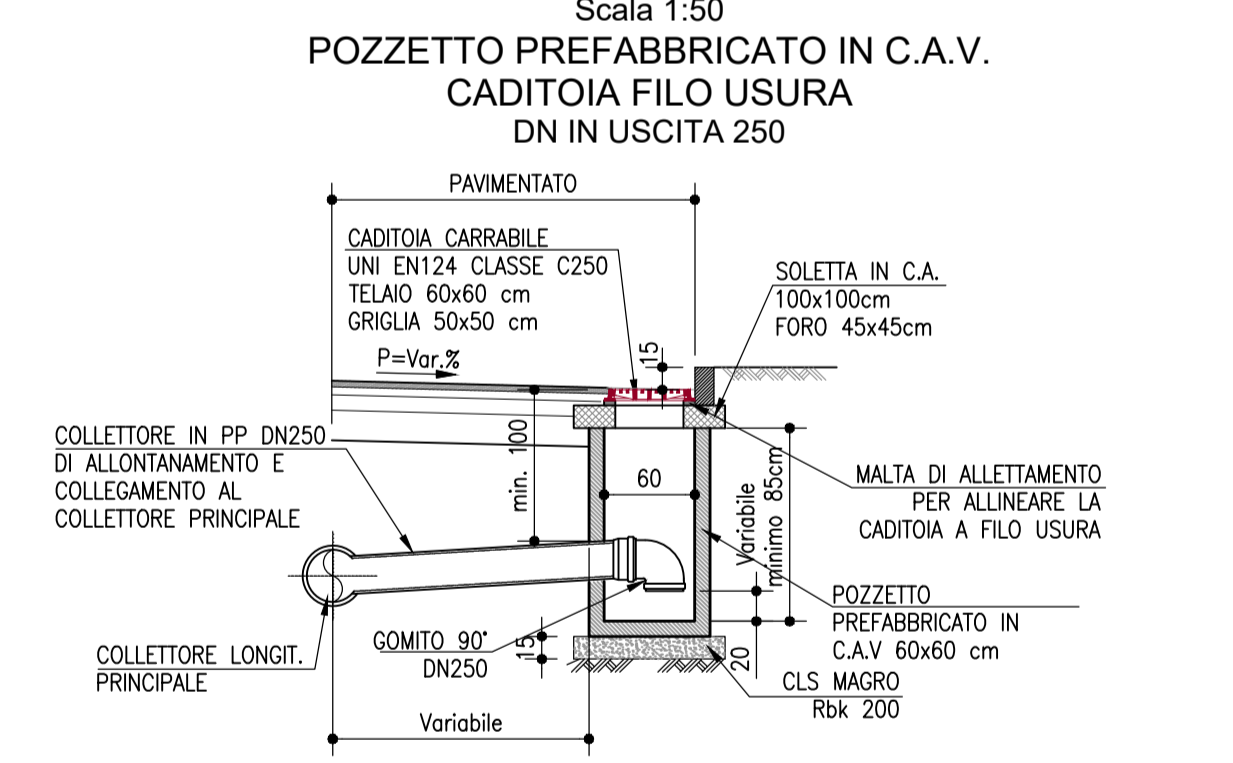 Scala 1:50
POZZETTO PREFABBRICATO IN C.A.V.
CADITOIA FILO USURA
DN IN USCITA 250
PAVIMENTATO
CADITOIA CARRABILE
UNI EN124 CLASSE C250
TELAIO 60x60 cm
GRIGLIA 50x50 cm
SOLETTA IN C.A.
100x100cm
FORO 45x45cm
P=Var.%
15
COLLETTORE IN PP DN250
DI ALLONTANAMENTO E
COLLEGAMENTO AL
COLLETTORE PRINCIPALE
min. 100
60
Variabile
minimo 85cm
MALTA DI ALLETTAMENTO
PER ALLINEARE LA
CADITOIA A FILO USURA
POZZETTO
PREFABBRICATO IN
C.A.V 60x60 cm
GOMITO 90°
DN250
15
20
COLLETTORE LONGIT.
PRINCIPALE
CLS MAGRO
Rbk 200
Variabile